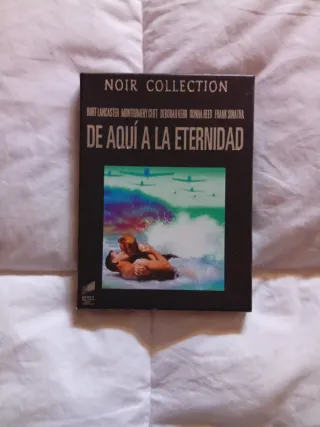 NOIR COLLECTION
BURT LANCASTER MONTGOMERY CLIFT DEBORAH KERR DONNA REED FRANK SINATRA
DE AQUÍ A LA ETERNIDAD